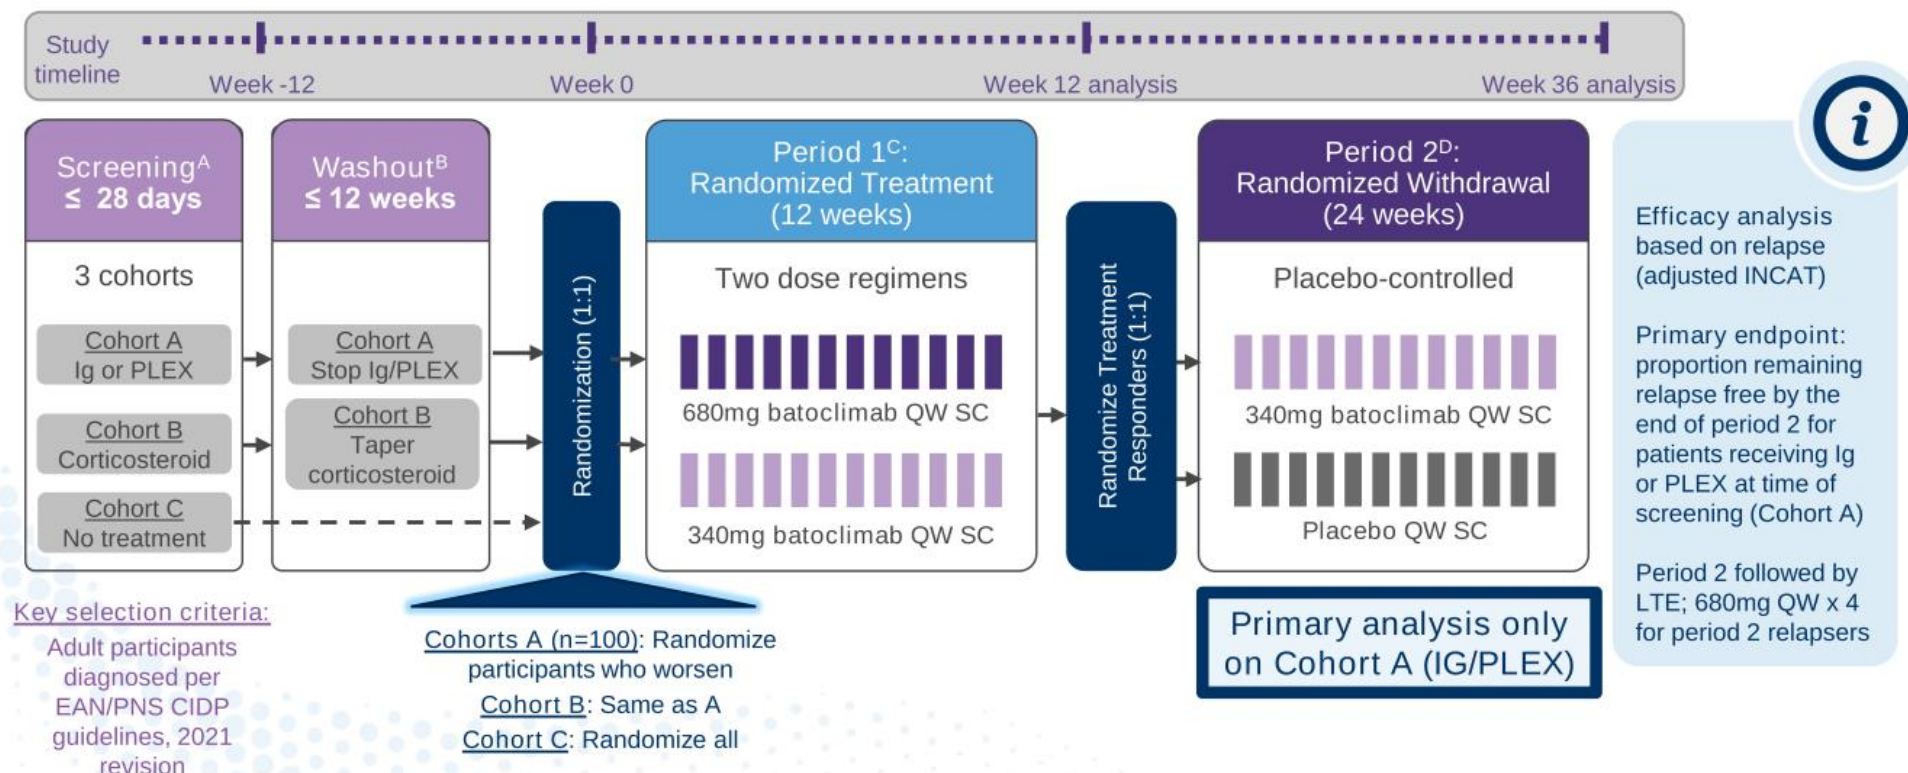 Study
timeline
Week -12
Week 0
Week 12 analysis
Week 36 analysis
Screeningᴬ
≤ 28 days
3 cohorts
Cohort A
Ig or PLEX
Cohort B
Corticosteroid
Cohort C
No treatment
Washoutᴮ
≤ 12 weeks
Cohort A
Stop Ig/PLEX
Cohort B
Taper
corticosteroid
Randomization (1:1)
Period 1ᶜ:
Randomized Treatment
(12 weeks)
Two dose regimens
680mg batoclimab QW SC
340mg batoclimab QW SC
Randomize Treatment
Responders (1:1)
Period 2ᴰ:
Randomized Withdrawal
(24 weeks)
Placebo-controlled
340mg batoclimab QW SC
Placebo QW SC
i
Efficacy analysis
based on relapse
(adjusted INCAT)
Primary endpoint:
proportion remaining
relapse free by the
end of period 2 for
patients receiving Ig
or PLEX at time of
screening (Cohort A)
Period 2 followed by
LTE; 680mg QW x 4
for period 2 relapsers
Key selection criteria:
Adult participants
diagnosed per
EAN/PNS CIDP
guidelines, 2021
revision
Cohorts A (n=100): Randomize
participants who worsen
Cohort B: Same as A
Cohort C: Randomize all
Primary analysis only
on Cohort A (IG/PLEX)